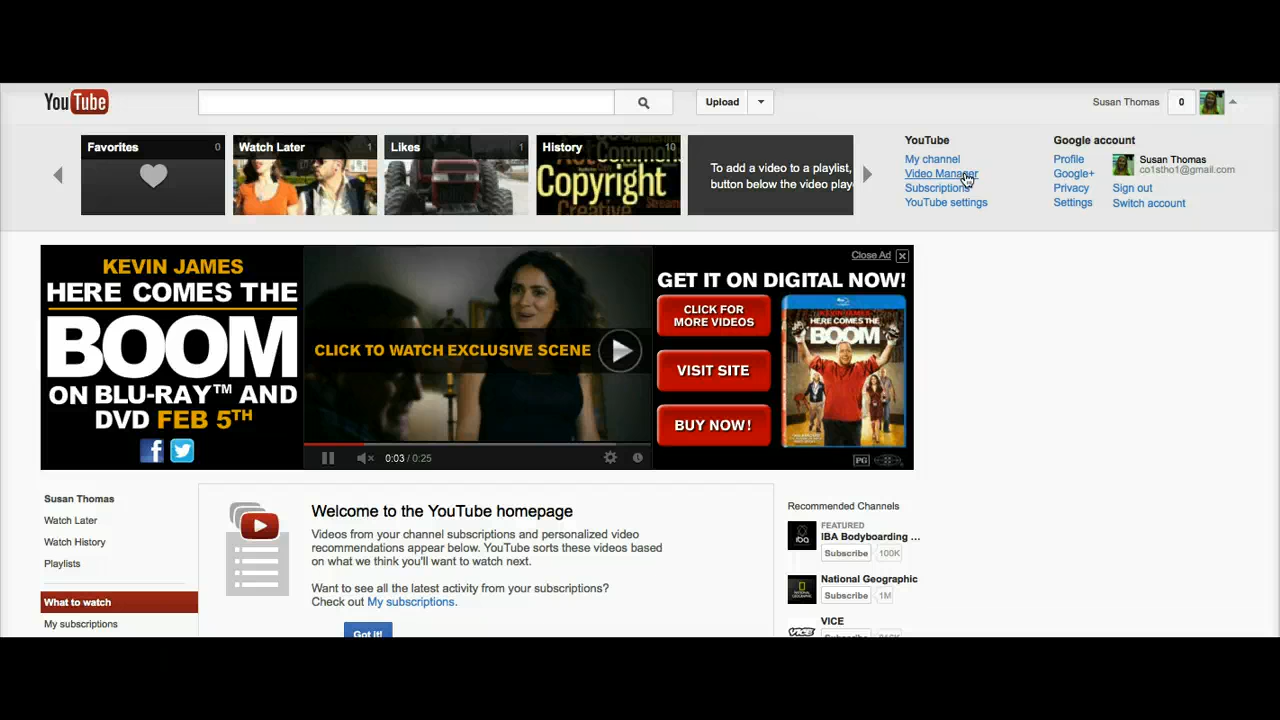 YouTube
Upload
Susan Thomas
0
Favorites 0
Watch Later 1
Likes 1
History 10
Common
Copyright
Creative
To add a video to a playlist,
button below the video play
YouTube
My channel
Video Manager
Subscriptions
YouTube settings
Google account
Profile
Google+
Privacy
Settings
Susan Thomas
co1stho1@gmail.com
Sign out
Switch account
KEVIN JAMES
HERE COMES THE
BOOM
ON BLU-RAY™ AND
DVD FEB 5TH
CLICK TO WATCH EXCLUSIVE SCENE
0:03 / 0:25
Close Ad
GET IT ON DIGITAL NOW!
CLICK FOR
MORE VIDEOS
VISIT SITE
BUY NOW!
KEVIN JAMES
HERE COMES THE
BOOM
PG
Susan Thomas
Watch Later
Watch History
Playlists
What to watch
My subscriptions
Welcome to the YouTube homepage
Videos from your channel subscriptions and personalized video
recommendations appear below. YouTube sorts these videos based
on what we think you'll want to watch next.
Want to see all the latest activity from your subscriptions?
Check out My subscriptions.
Got it!
Recommended Channels
FEATURED
iba
IBA Bodyboarding ...
Subscribe 100K
National Geographic
Subscribe 1M
VICE
VICE
Subscribe